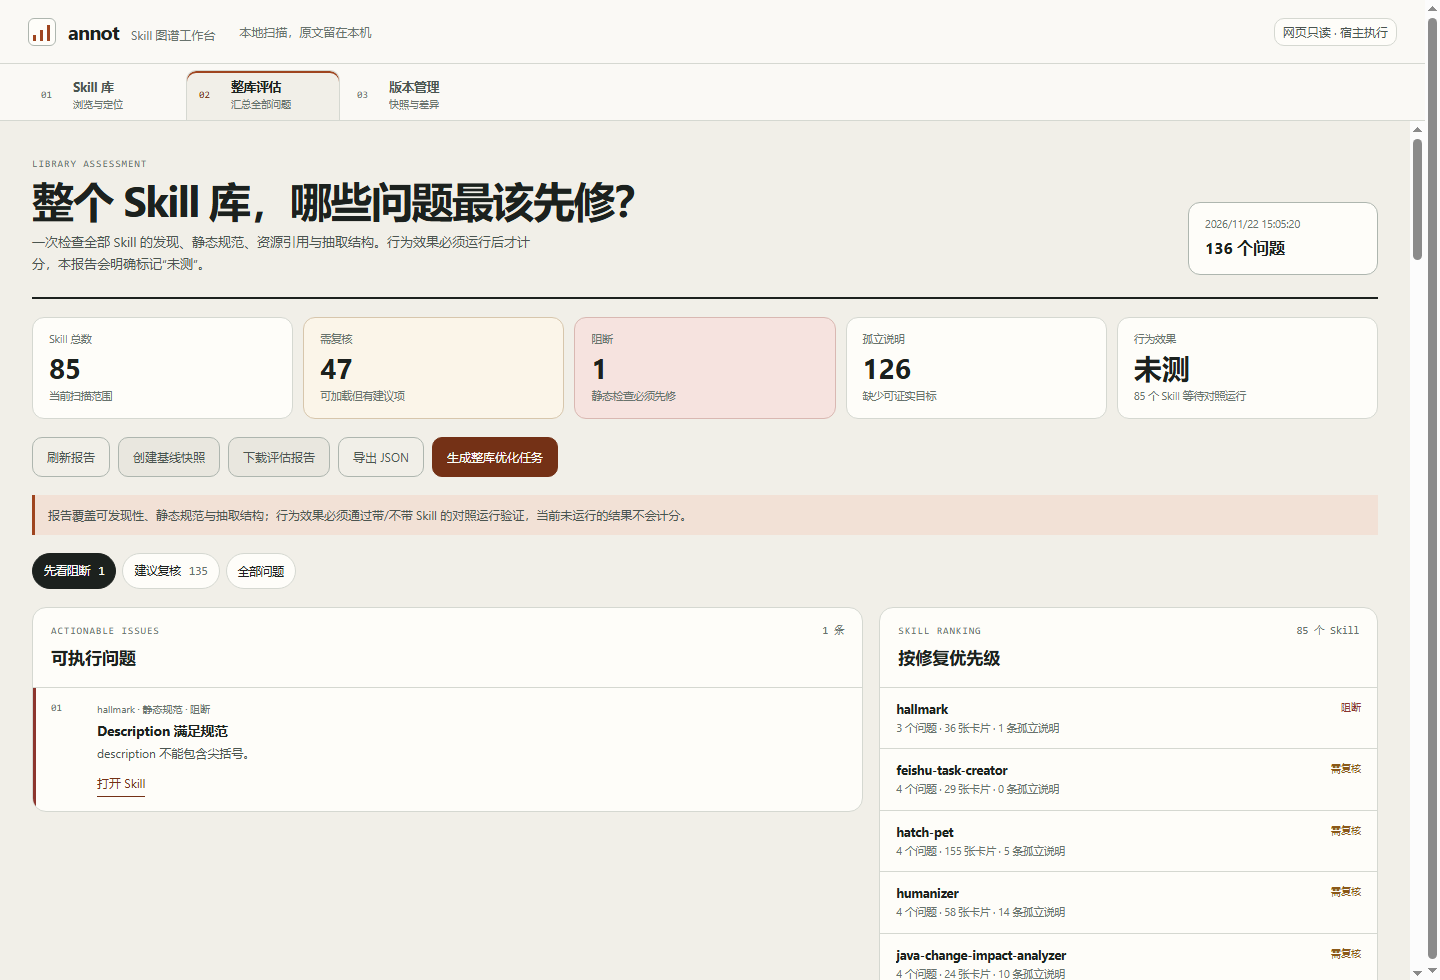 annot
Skill 图谱工作台
本地扫描，原文留在本机
网页只读 · 宿主执行
01
Skill 库
浏览与定位
02
整库评估
汇总全部问题
03
版本管理
快照与差异
LIBRARY ASSESSMENT
整个 Skill 库，哪些问题最该先修？
一次检查全部 Skill 的发现、静态规范、资源引用与抽取结构。行为效果必须运行后才计
分，本报告会明确标记“未测”。
2026/11/22 15:05:20
136 个问题
Skill 总数
85
当前扫描范围
需复核
47
可加载但有建议项
阻断
1
静态检查必须先修
孤立说明
126
缺少可证实目标
行为效果
未测
85 个 Skill 等待对照运行
刷新报告
创建基线快照
下载评估报告
导出 JSON
生成整库优化任务
报告覆盖可发现性、静态规范与抽取结构；行为效果必须通过带/不带 Skill 的对照运行验证，当前未运行的结果不会计分。
先看阻断 1
建议复核 135
全部问题
ACTIONABLE ISSUES
1 条
可执行问题
01
hallmark · 静态规范 · 阻断
Description 满足规范
description 不能包含尖括号。
打开 Skill
SKILL RANKING
85 个 Skill
按修复优先级
hallmark
阻断
3 个问题 · 36 张卡片 · 1 条孤立说明
feishu-task-creator
需复核
4 个问题 · 29 张卡片 · 0 条孤立说明
hatch-pet
需复核
4 个问题 · 155 张卡片 · 5 条孤立说明
humanizer
需复核
4 个问题 · 58 张卡片 · 14 条孤立说明
java-change-impact-analyzer
需复核
4 个问题 · 24 张卡片 · 10 条孤立说明